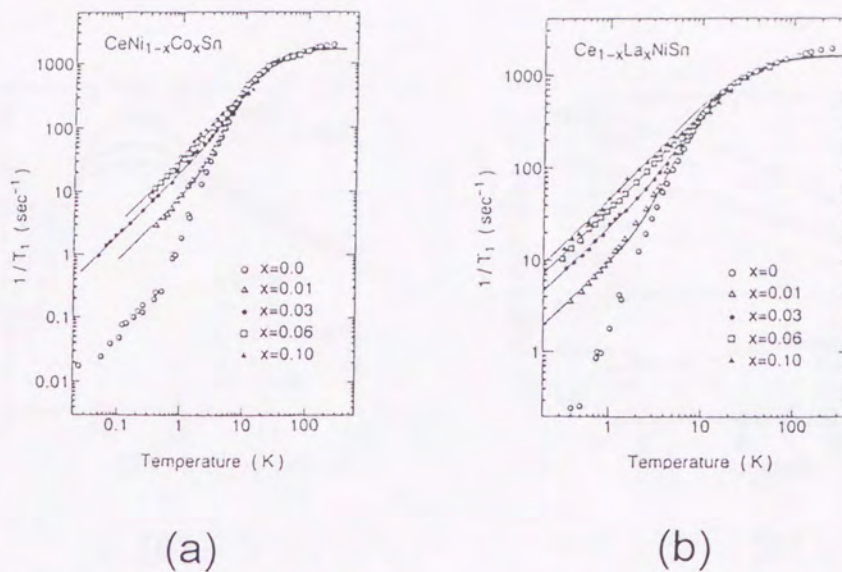 CeNi₁₋ₓCoₓSn
1000
100
10
1
0.1
0.01
1/T₁ (sec⁻¹)
x=0.0
x=0.01
x=0.03
x=0.06
x=0.10
0.1 1 10 100
Temperature (K)
(a)
Ce₁₋ₓLaₓNiSn
1000
100
10
1
1/T₁ (sec⁻¹)
x=0
x=0.01
x=0.03
x=0.06
x=0.10
1 10 100
Temperature (K)
(b)